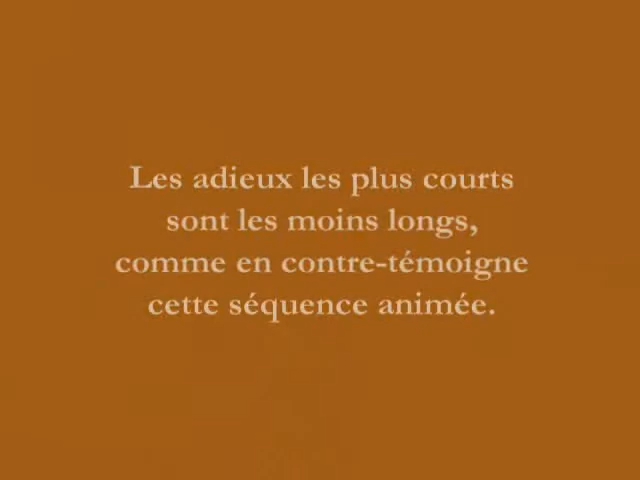 Les adieux les plus courts
sont les moins longs,
comme en contre-témoigne
cette séquence animée.